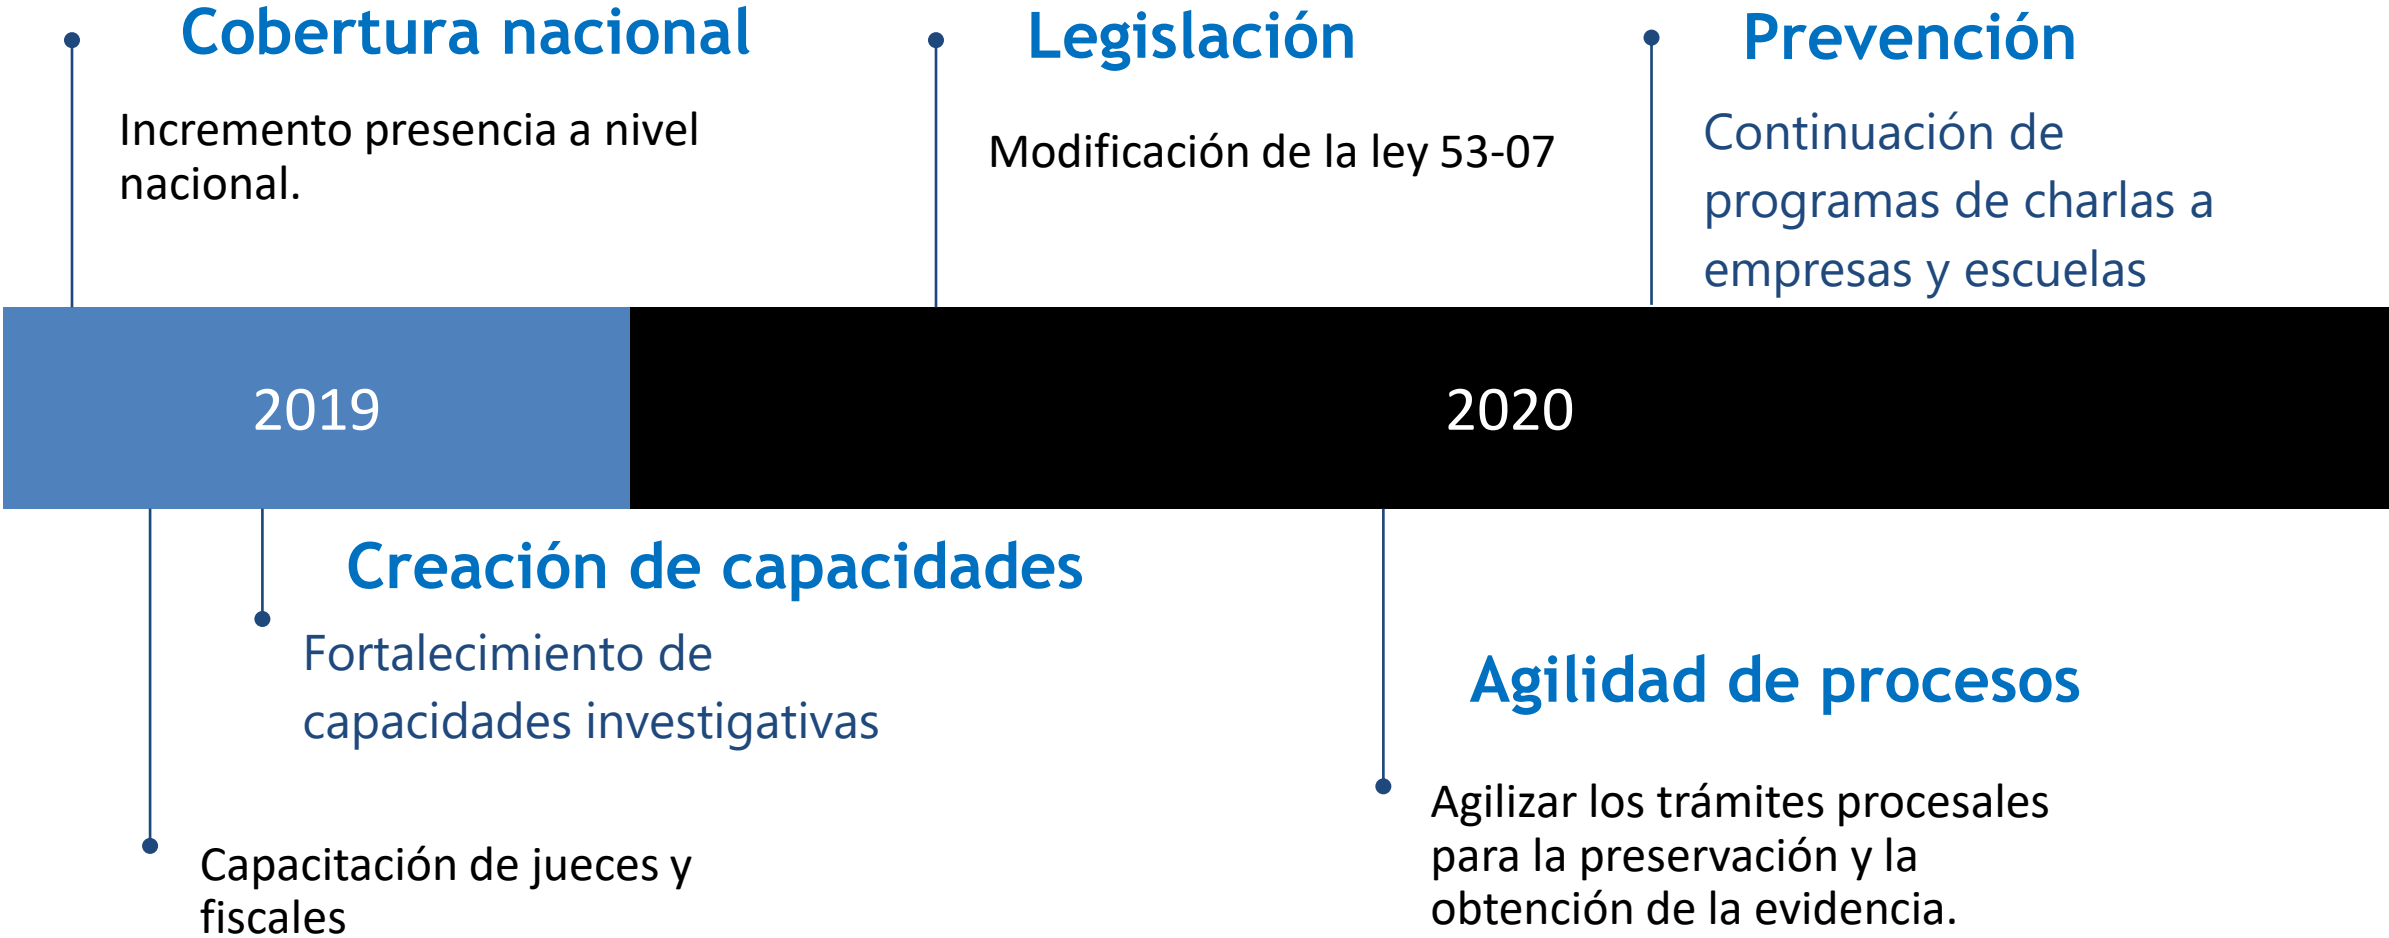 Cobertura nacional
Incremento presencia a nivel
nacional.
Legislación
Modificación de la ley 53-07
Prevención
Continuación de
programas de charlas a
empresas y escuelas
2019
2020
Creación de capacidades
Fortalecimiento de
capacidades investigativas
Capacitación de jueces y
fiscales
Agilidad de procesos
Agilizar los trámites procesales
para la preservación y la
obtención de la evidencia.